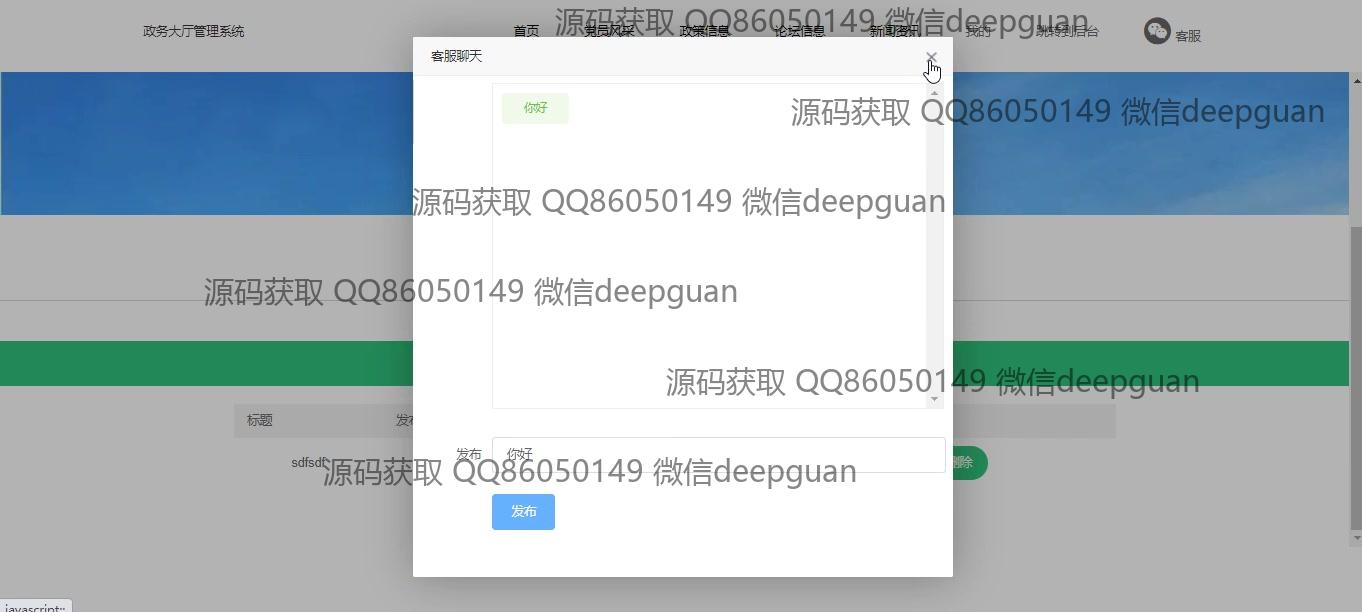 源码获取 QQ86050149 微信deepguan
政务大厅管理系统 首页 党员风采 政策信息 论坛信息 新闻资讯 我的 跳转到后台 客服
客服聊天
你好
源码获取 QQ86050149 微信deepguan
源码获取 QQ86050149 微信deepguan
源码获取 QQ86050149 微信deepguan
源码获取 QQ86050149 微信deepguan
标题 发布
发布 你好
sdfsdf 删除
源码获取 QQ86050149 微信deepguan
发布
javascript:;